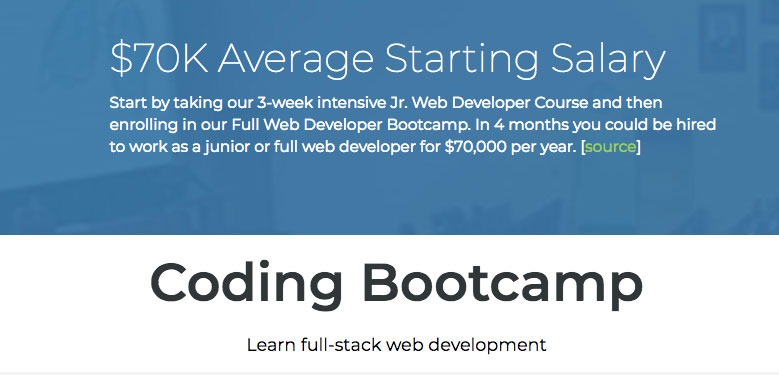 $70K Average Starting Salary
Start by taking our 3-week intensive Jr. Web Developer Course and then
enrolling in our Full Web Developer Bootcamp. In 4 months you could be hired
to work as a junior or full web developer for $70,000 per year. [source]
Coding Bootcamp
Learn full-stack web development